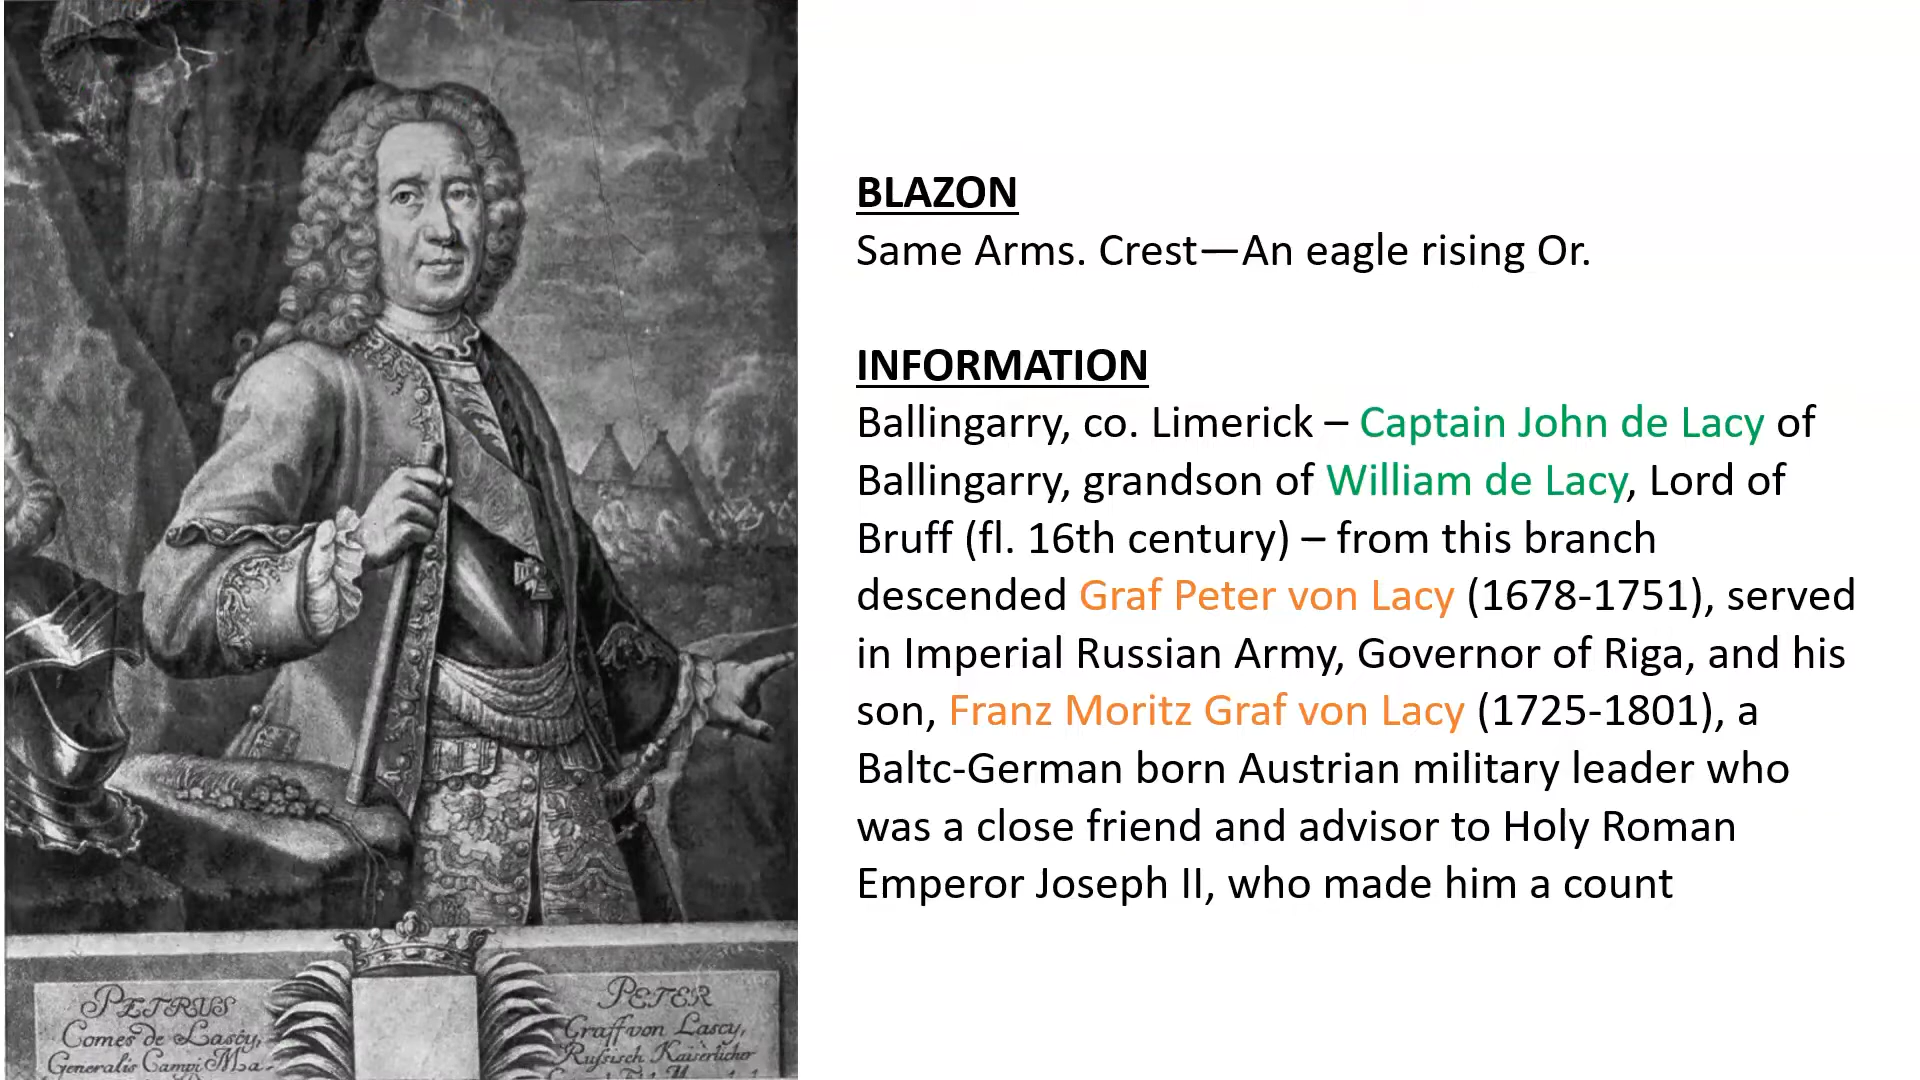 BLAZON
Same Arms. Crest—An eagle rising Or.
INFORMATION
Ballingarry, co. Limerick – Captain John de Lacy of
Ballingarry, grandson of William de Lacy, Lord of
Bruff (fl. 16th century) – from this branch
descended Graf Peter von Lacy (1678-1751), served
in Imperial Russian Army, Governor of Riga, and his
son, Franz Moritz Graf von Lacy (1725-1801), a
Baltc-German born Austrian military leader who
was a close friend and advisor to Holy Roman
Emperor Joseph II, who made him a count
PETRUS
Comes de Lascy,
Generalis Campi Ma-
PETER
Graff von Lascy,
Russisch Kaiserlicher